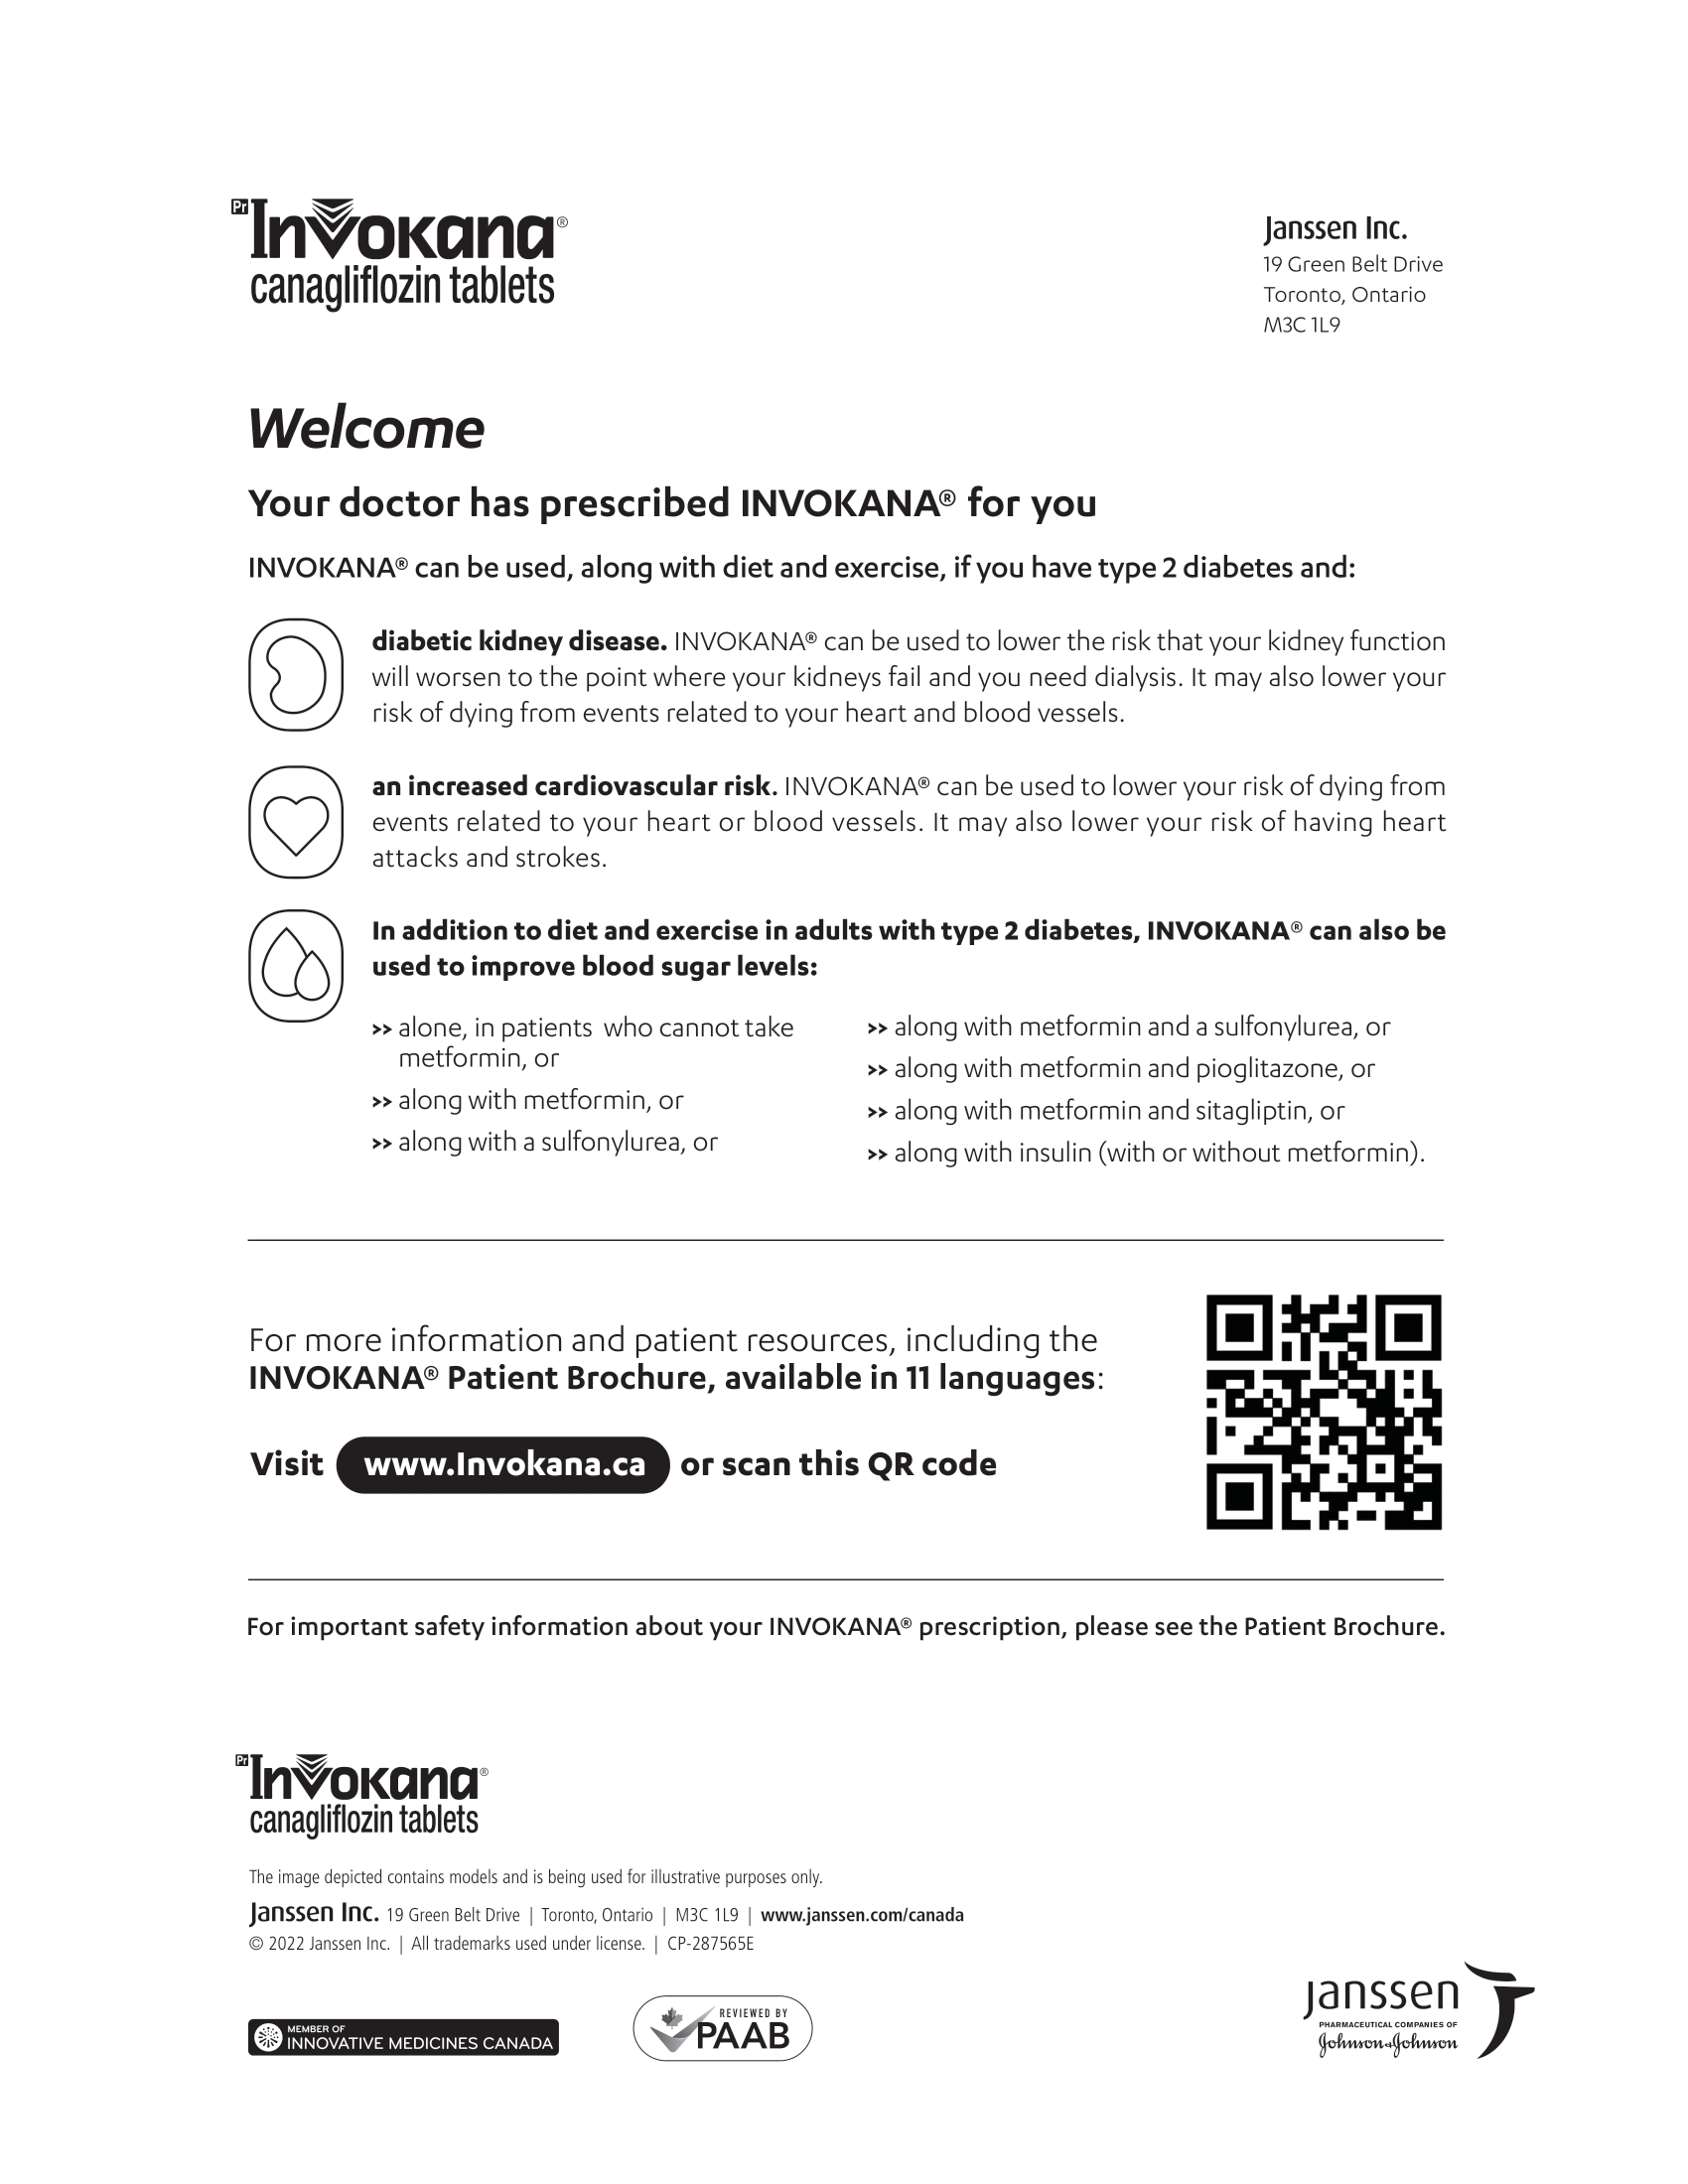 Pr Invokana®
canagliflozin tablets
Janssen Inc.
19 Green Belt Drive
Toronto, Ontario
M3C 1L9
Welcome
Your doctor has prescribed INVOKANA® for you
INVOKANA® can be used, along with diet and exercise, if you have type 2 diabetes and:
diabetic kidney disease. INVOKANA® can be used to lower the risk that your kidney function
will worsen to the point where your kidneys fail and you need dialysis. It may also lower your
risk of dying from events related to your heart and blood vessels.
an increased cardiovascular risk. INVOKANA® can be used to lower your risk of dying from
events related to your heart or blood vessels. It may also lower your risk of having heart
attacks and strokes.
In addition to diet and exercise in adults with type 2 diabetes, INVOKANA® can also be
used to improve blood sugar levels:
>> alone, in patients who cannot take
metformin, or
>> along with metformin, or
>> along with a sulfonylurea, or
>> along with metformin and a sulfonylurea, or
>> along with metformin and pioglitazone, or
>> along with metformin and sitagliptin, or
>> along with insulin (with or without metformin).
For more information and patient resources, including the
INVOKANA® Patient Brochure, available in 11 languages:
Visit www.Invokana.ca or scan this QR code
For important safety information about your INVOKANA® prescription, please see the Patient Brochure.
Pr Invokana®
canagliflozin tablets
The image depicted contains models and is being used for illustrative purposes only.
Janssen Inc. 19 Green Belt Drive | Toronto, Ontario | M3C 1L9 | www.janssen.com/canada
© 2022 Janssen Inc. | All trademarks used under license. | CP-287565E
MEMBER OF
INNOVATIVE MEDICINES CANADA
REVIEWED BY
PAAB
janssen
PHARMACEUTICAL COMPANIES OF
Johnson & Johnson